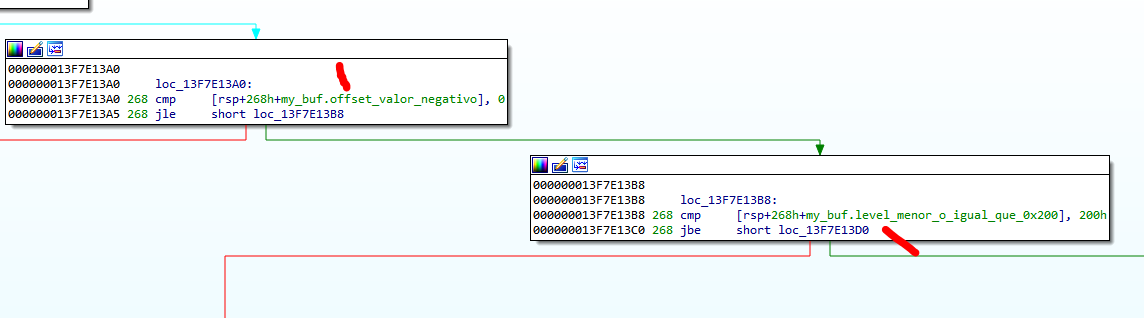 000000013F7E13A0
000000013F7E13A0 loc_13F7E13A0:
000000013F7E13A0 268 cmp [rsp+268h+my_buf.offset_valor_negativo], 0
000000013F7E13A5 268 jle short loc_13F7E13B8
000000013F7E13B8
000000013F7E13B8 loc_13F7E13B8:
000000013F7E13B8 268 cmp [rsp+268h+my_buf.level_menor_o_igual_que_0x200], 200h
000000013F7E13C0 268 jbe short loc_13F7E13D0